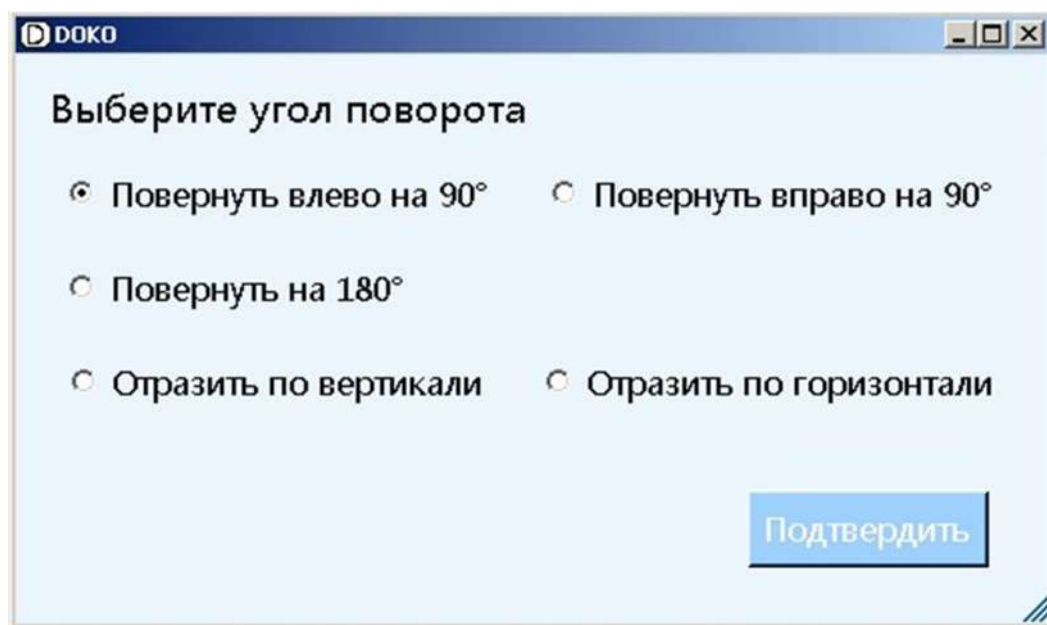 DOKO
Выберите угол поворота
Повернуть влево на 90° Повернуть вправо на 90°
Повернуть на 180°
Отразить по вертикали Отразить по горизонтали
Подтвердить